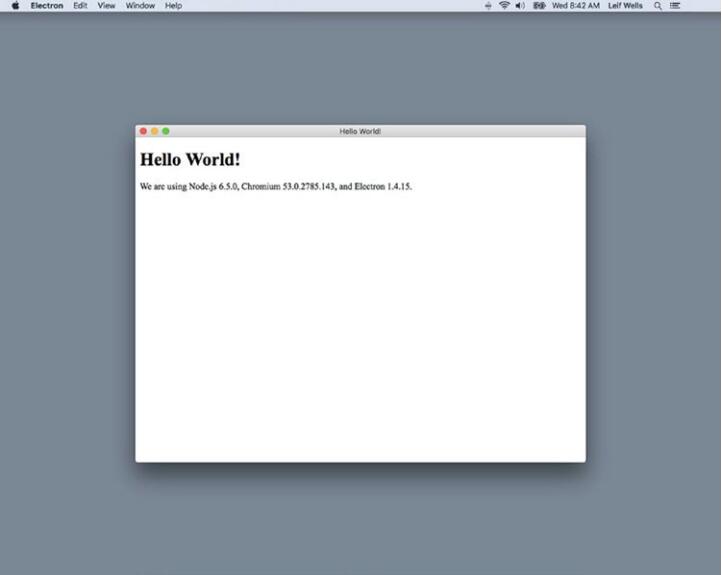 Electron Edit View Window Help Wed 8:42 AM Leif Wells
Hello World!
Hello World!
We are using Node.js 6.5.0, Chromium 53.0.2785.143, and Electron 1.4.15.